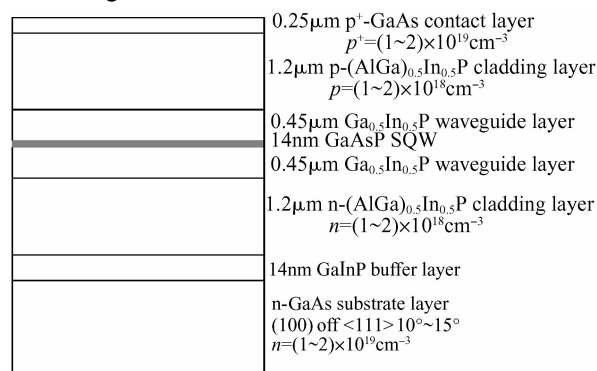 0.25μm p⁺-GaAs contact layer
p⁺=(1~2)×10¹⁹cm⁻³
1.2μm p-(AlGa)₀.₅In₀.₅P cladding layer
p=(1~2)×10¹⁸cm⁻³
0.45μm Ga₀.₅In₀.₅P waveguide layer
14nm GaAsP SQW
0.45μm Ga₀.₅In₀.₅P waveguide layer
1.2μm n-(AlGa)₀.₅In₀.₅P cladding layer
n=(1~2)×10¹⁸cm⁻³
14nm GaInP buffer layer
n-GaAs substrate layer
(100) off <111> 10°~15°
n=(1~2)×10¹⁹cm⁻³